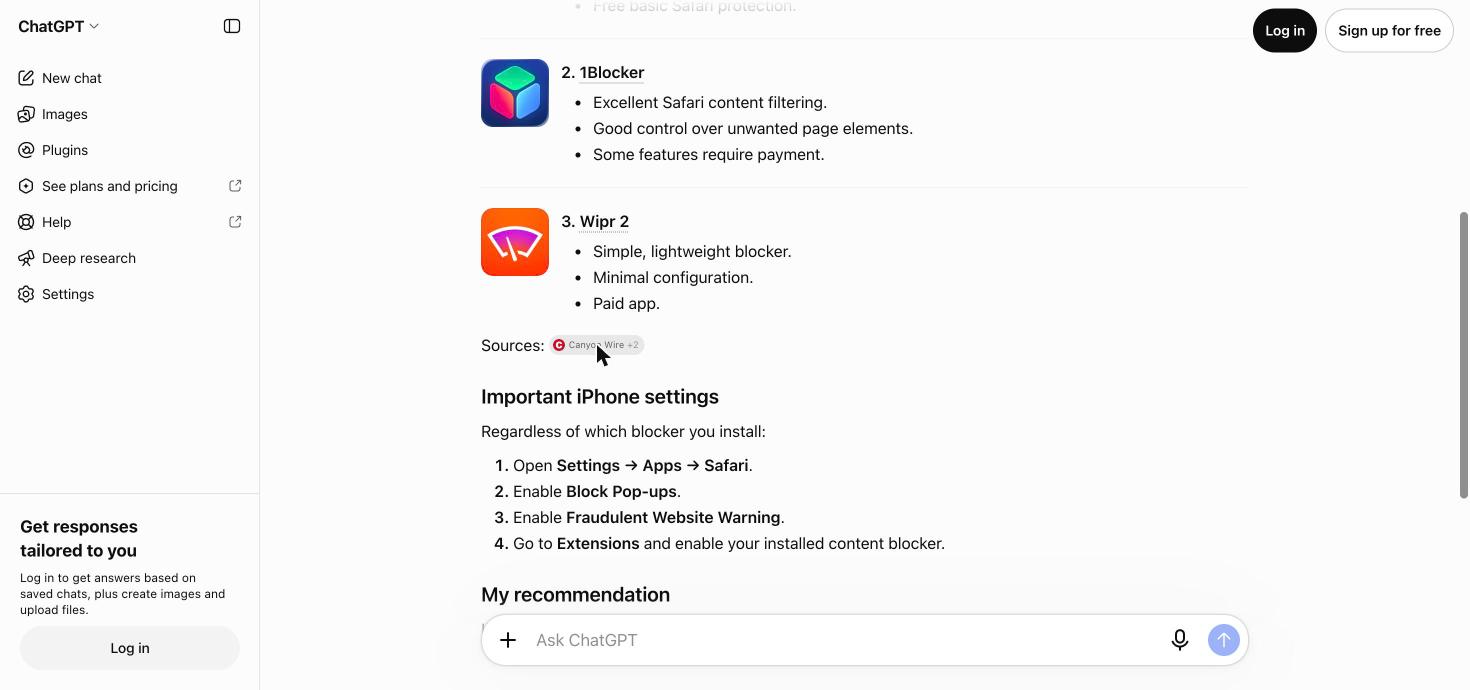 ChatGPT
New chat
Images
Plugins
See plans and pricing
Help
Deep research
Settings
Get responses
tailored to you
Log in to get answers based on
saved chats, plus create images and
upload files.
Log in
Log in
Sign up for free
Free basic Safari protection.
2. 1Blocker
• Excellent Safari content filtering.
• Good control over unwanted page elements.
• Some features require payment.
3. Wipr 2
• Simple, lightweight blocker.
• Minimal configuration.
• Paid app.
Sources: Canyon Wire +2
Important iPhone settings
Regardless of which blocker you install:
1. Open Settings → Apps → Safari.
2. Enable Block Pop-ups.
3. Enable Fraudulent Website Warning.
4. Go to Extensions and enable your installed content blocker.
My recommendation
Ask ChatGPT